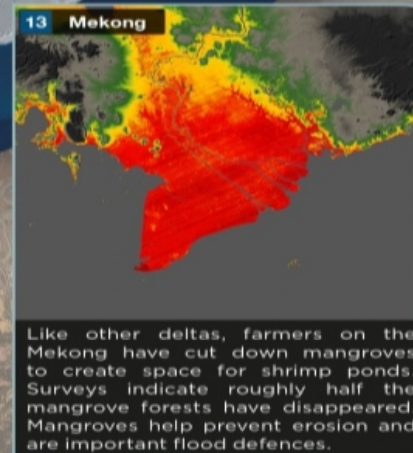 13 Mekong
Like other deltas, farmers on the
Mekong have cut down mangroves
to create space for shrimp ponds.
Surveys indicate roughly half the
mangrove forests have disappeared.
Mangroves help prevent erosion and
are important flood defences.